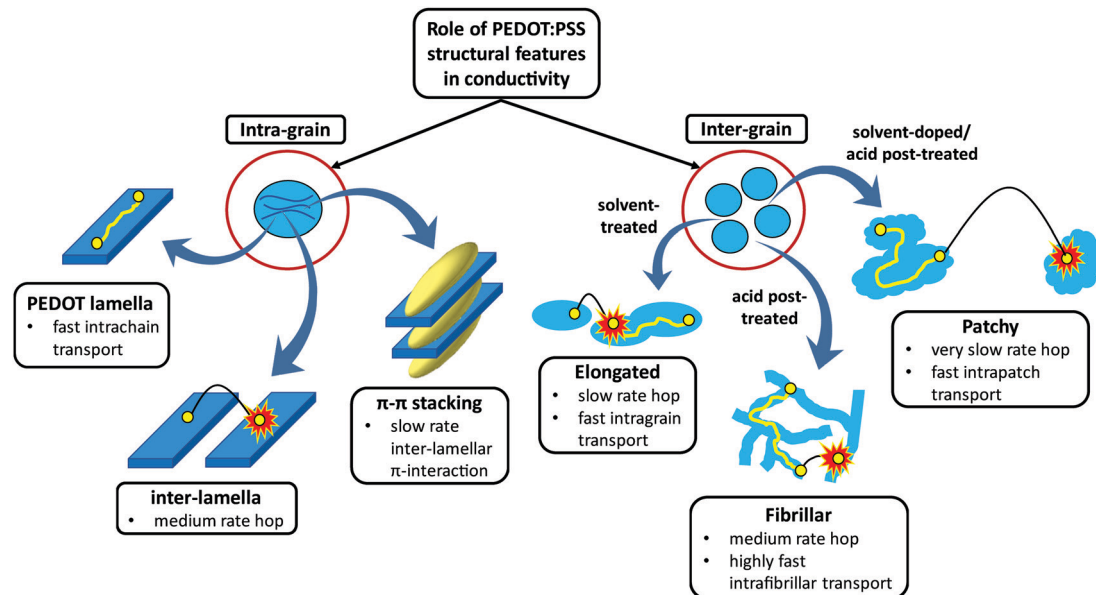 Role of PEDOT:PSS
structural features
in conductivity
Intra-grain
Inter-grain
solvent-doped/
acid post-treated
solvent-
treated
acid post-
treated
PEDOT lamella
• fast intrachain
transport
π-π stacking
• slow rate
inter-lamellar
π-interaction
inter-lamella
• medium rate hop
Elongated
• slow rate hop
• fast intragrain
transport
Patchy
• very slow rate hop
• fast intrapatch
transport
Fibrillar
• medium rate hop
• highly fast
intrafibrillar transport